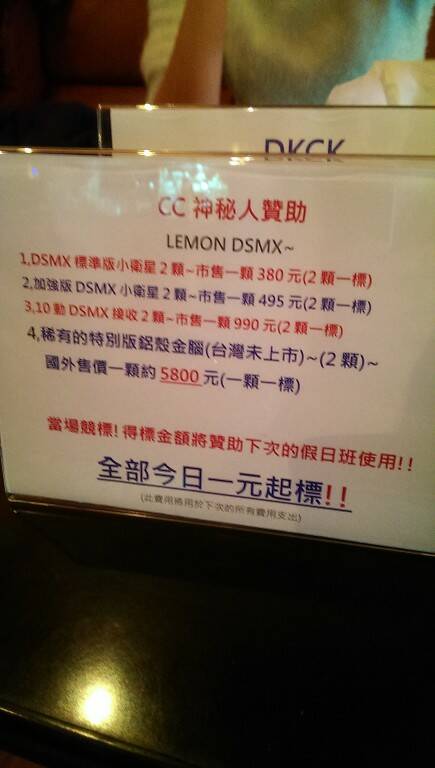 DKCK
CC 神秘人贊助
LEMON DSMX~
1,DSMX 標準版小衛星2顆~市售一顆 380 元(2顆一標)
2,加強版 DSMX 小衛星2顆~市售一顆 495 元(2顆一標)
3,10 動 DSMX 接收2顆~市售一顆 990 元(2顆一標)
4,稀有的特別版鋁殼金腦(台灣未上市)~(2顆)~
國外售價一顆約 5800 元(一顆一標)
當場競標! 得標金額將贊助下次的假日班使用!!
全部今日一元起標!!
(此費用將用於下次的所有費用支出)